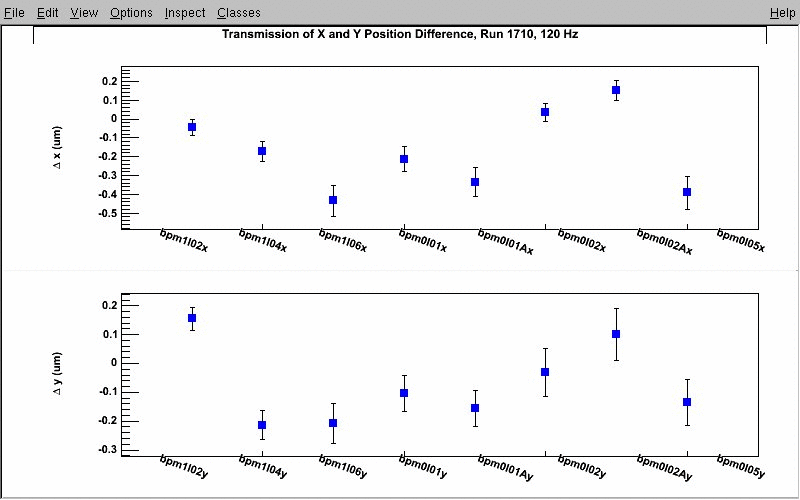 File Edit View Options Inspect Classes Help
Transmission of X and Y Position Difference, Run 1710, 120 Hz
Δ x (um)
0.2
0.1
0
-0.1
-0.2
-0.3
-0.4
-0.5
bpm1I02x bpm1I04x bpm1I06x bpm0I01x bpm0I01Ax bpm0I02x bpm0I02Ax bpm0I05x
Δ y (um)
0.2
0.1
0
-0.1
-0.2
-0.3
bpm1I02y bpm1I04y bpm1I06y bpm0I01y bpm0I01Ay bpm0I02y bpm0I02Ay bpm0I05y